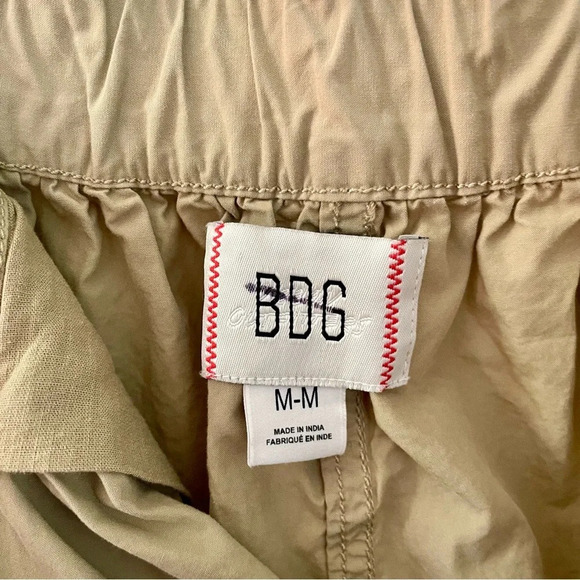 BDG
M-M
MADE IN INDIA
FABRIQUÉ EN INDE